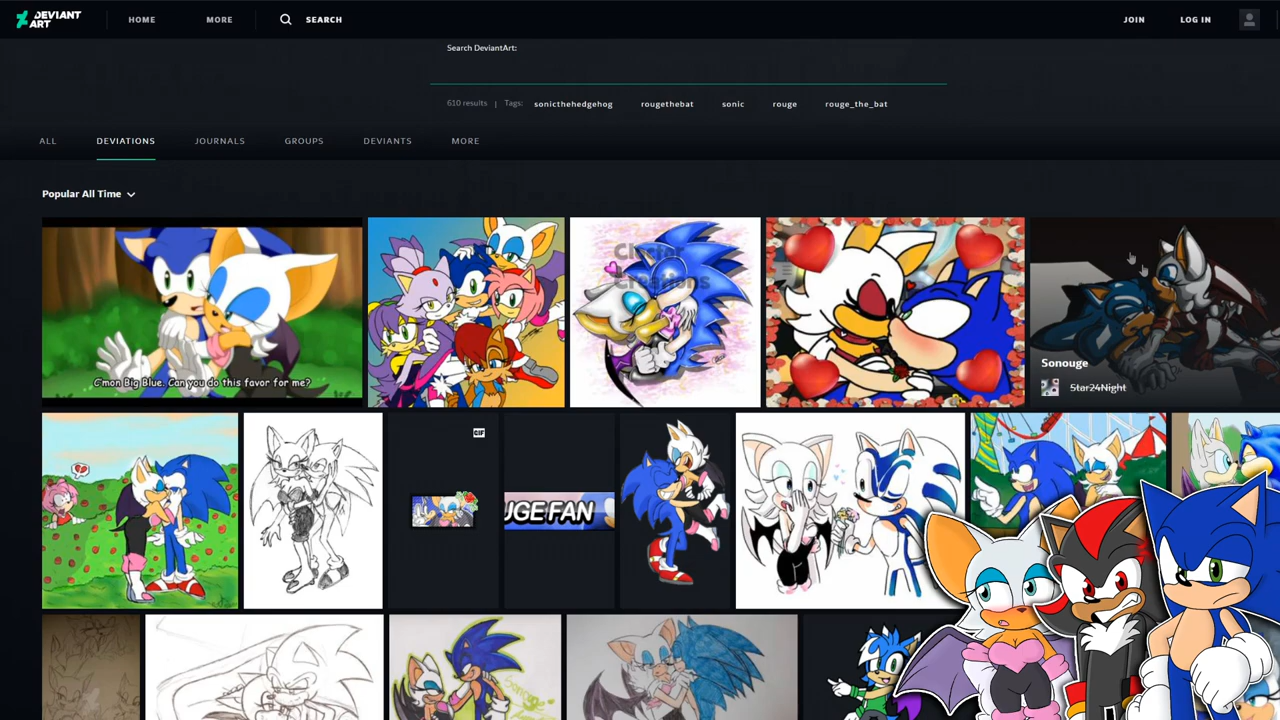 DEVIANT
ART
HOME
MORE
SEARCH
JOIN
LOG IN
Search DeviantArt:
610 results | Tags: sonicthehedgehog rougethebat sonic rouge rouge_the_bat
ALL
DEVIATIONS
JOURNALS
GROUPS
DEVIANTS
MORE
Popular All Time
C'mon Big Blue. Can you do this favor for me?
Sonouge
Star24Night
GIF
UGE FAN